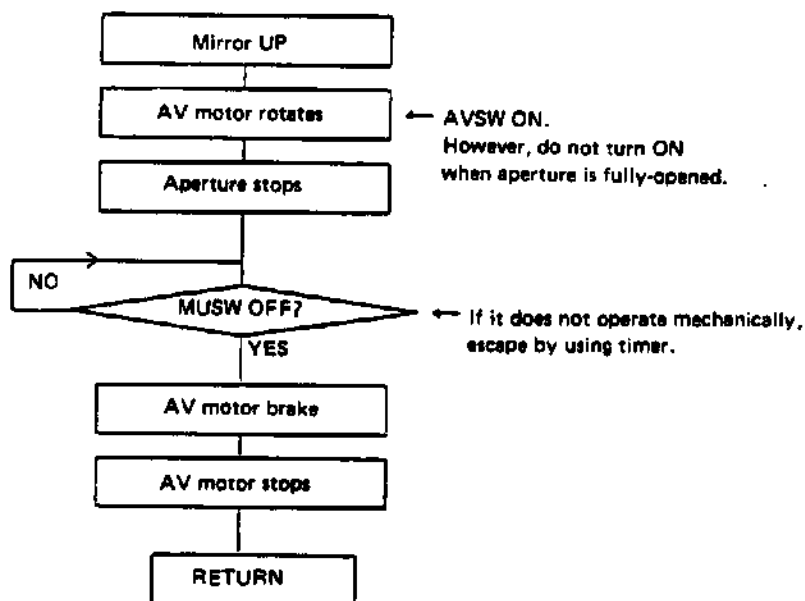 Mirror UP
AV motor rotates
← AVSW ON.
However, do not turn ON
when aperture is fully-opened.
Aperture stops
NO
MUSW OFF?
← If it does not operate mechanically,
escape by using timer.
YES
AV motor brake
AV motor stops
RETURN